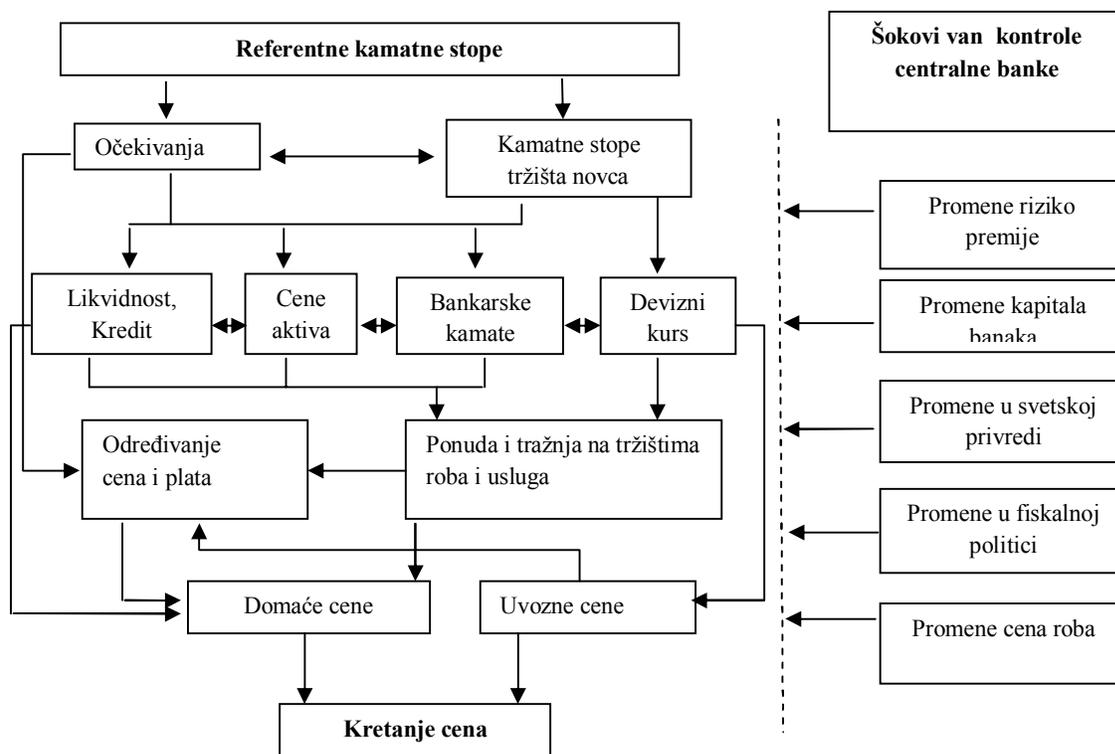 Referentne kamatne stope
Šokovi van kontrole
centralne banke
Očekivanja
Kamatne stope
tržišta novca
Promene riziko
premije
Likvidnost,
Kredit
Cene
aktiva
Bankarske
kamate
Devizni
kurs
Promene kapitala
banaka
Promene u svetskoj
privredi
Određivanje
cena i plata
Ponuda i tražnja na tržištima
roba i usluga
Promene u fiskalnoj
politici
Domaće cene
Uvozne cene
Promene cena roba
Kretanje cena